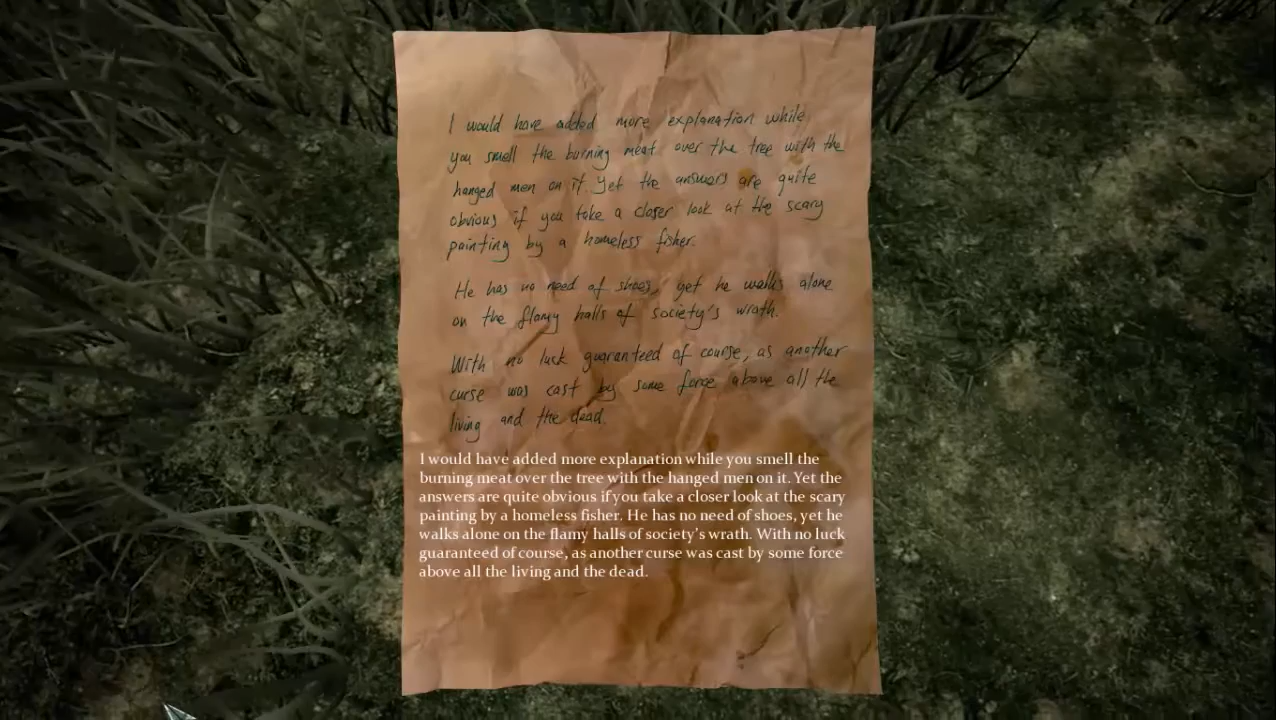 I would have added more explanation while
you smell the burning meat over the tree with the
hanged men on it. Yet the answers are quite
obvious if you take a closer look at the scary
painting by a homeless fisher.
He has no need of shoes, yet he walks alone
on the flamy halls of society's wrath.
With no luck guaranteed of course, as another
curse was cast by some force above all the
living and the dead.
I would have added more explanation while you smell the
burning meat over the tree with the hanged men on it. Yet the
answers are quite obvious if you take a closer look at the scary
painting by a homeless fisher. He has no need of shoes, yet he
walks alone on the flamy halls of society's wrath. With no luck
guaranteed of course, as another curse was cast by some force
above all the living and the dead.